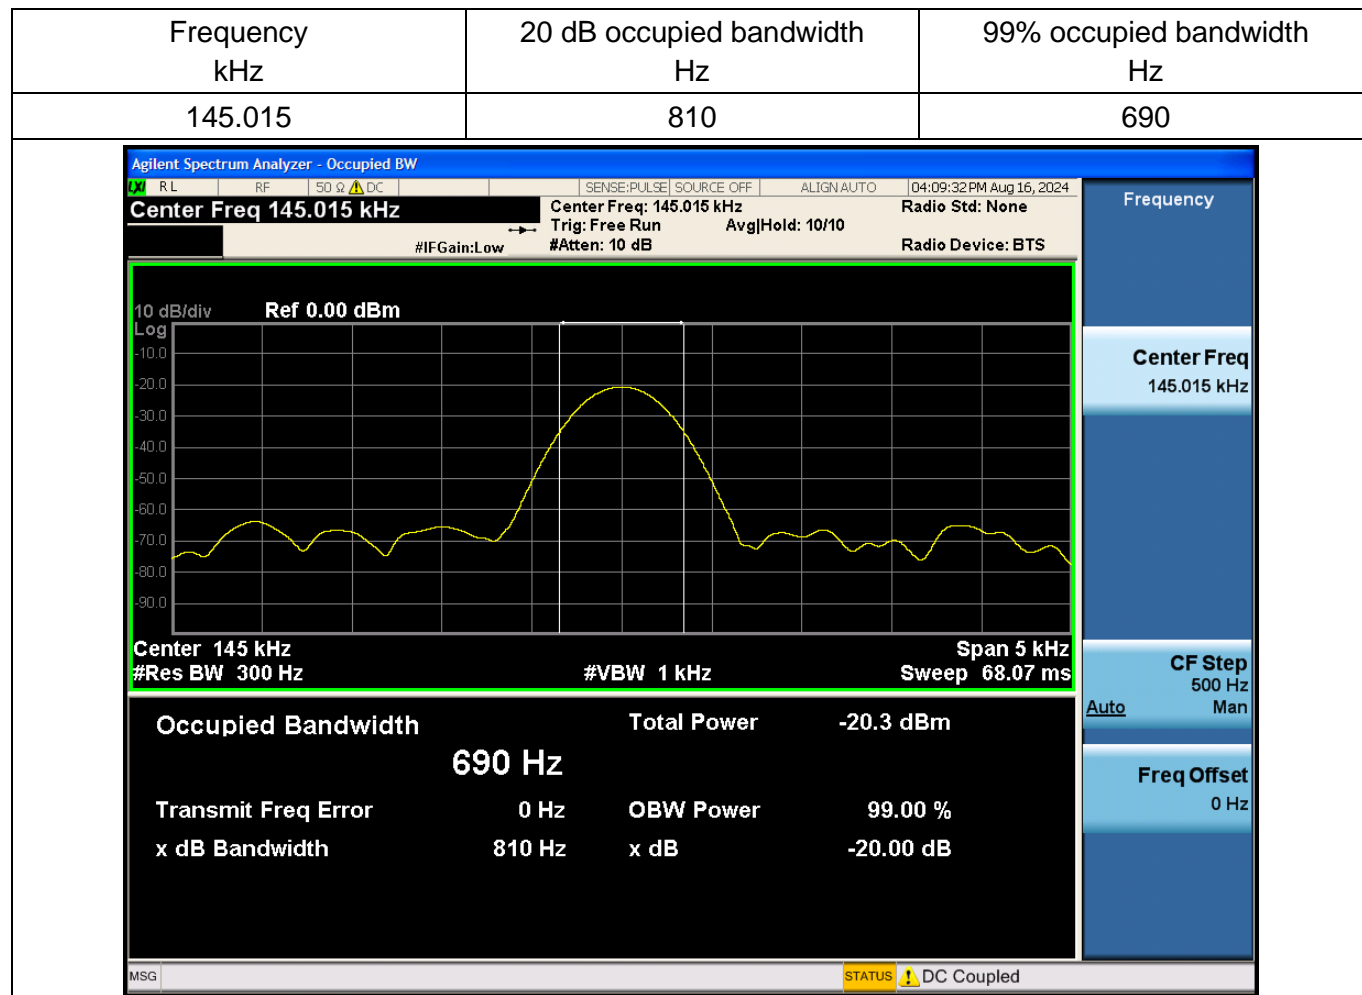 Frequency 20 dB occupied bandwidth 99% occupied bandwidth
kHz Hz Hz
145.015 810 690
Agilent Spectrum Analyzer - Occupied BW
LXI RL RF 50 Ω DC SENSE:PULSE SOURCE OFF ALIGN AUTO 04:09:32 PM Aug 16, 2024
Center Freq 145.015 kHz Center Freq: 145.015 kHz Radio Std: None Frequency
Trig: Free Run Avg|Hold: 10/10
#IFGain:Low #Atten: 10 dB Radio Device: BTS
10 dB/div Ref 0.00 dBm
Log
-10.0
Center Freq
145.015 kHz
-20.0
-30.0
-40.0
-50.0
-60.0
-70.0
-80.0
-90.0
Center 145 kHz Span 5 kHz
#Res BW 300 Hz #VBW 1 kHz Sweep 68.07 ms
CF Step
500 Hz
Auto Man
Occupied Bandwidth Total Power -20.3 dBm
690 Hz
Freq Offset
0 Hz
Transmit Freq Error 0 Hz OBW Power 99.00 %
x dB Bandwidth 810 Hz x dB -20.00 dB
MSG STATUS DC Coupled